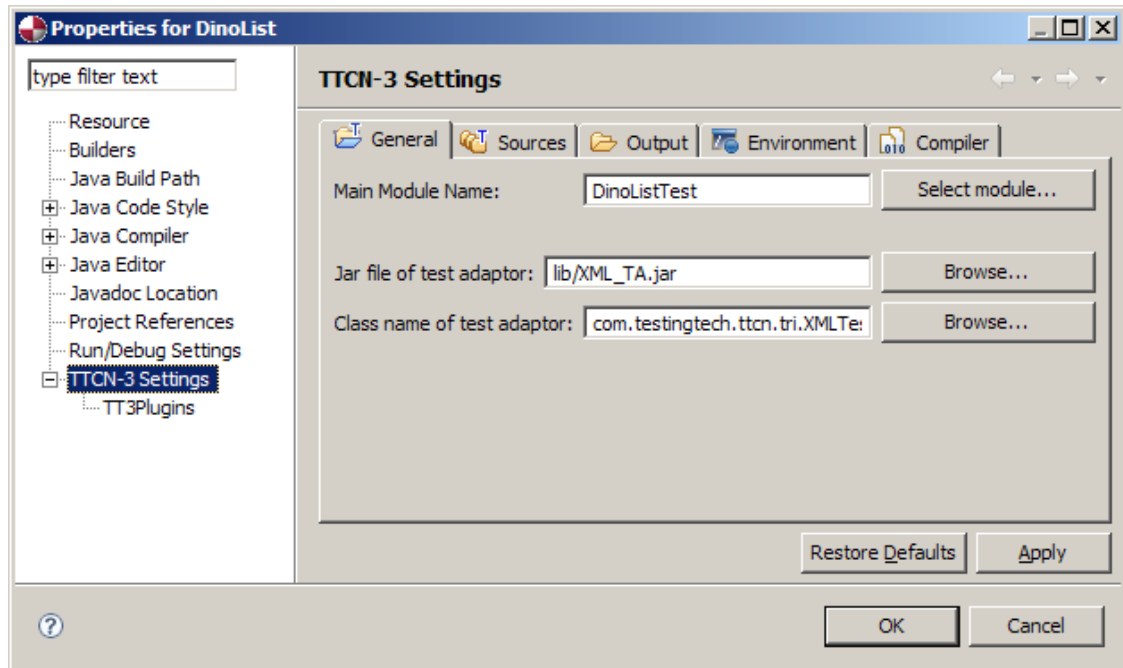 Properties for DinoList
type filter text
Resource
Builders
Java Build Path
Java Code Style
Java Compiler
Java Editor
Javadoc Location
Project References
Run/Debug Settings
TTCN-3 Settings
TT3Plugins
TTCN-3 Settings
General Sources Output Environment Compiler
Main Module Name: DinoListTest Select module...
Jar file of test adaptor: lib/XML_TA.jar Browse...
Class name of test adaptor: com.testingtech.ttcn.tri.XMLTe Browse...
Restore Defaults Apply
? OK Cancel